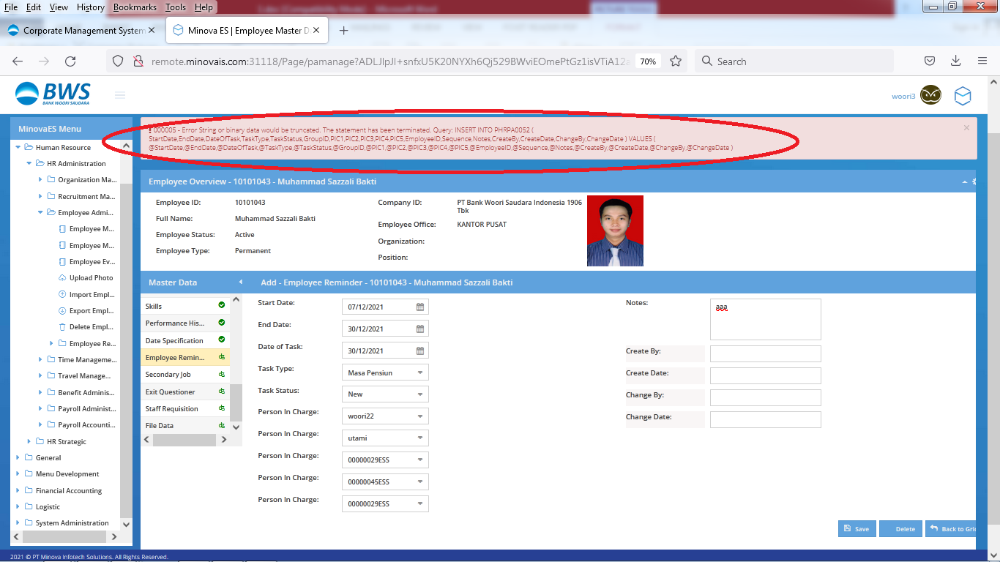 File Edit View History Bookmarks Tools Help
Corporate Management System
Minova ES | Employee Master D
remote.minovais.com:31118/Page/pamanage?
70%
Search
BWS
BANK WOORI SAUDARA
woori3
MinovaES Menu
Human Resource
HR Administration
Organization Ma...
Recruitment Ma...
Employee Admi...
Employee M...
Employee M...
Employee Ev...
Upload Photo
Import Empl...
Export Empl...
Delete Empl...
Employee Re...
Time Manageme...
Travel Manage...
Benefit Adminis...
Payroll Administ...
Payroll Accounti...
HR Strategic
General
Menu Development
Financial Accounting
Logistic
System Administration
000005 - Error String or binary data would be truncated. The statement has been terminated. Query: INSERT INTO PHRPA0052 (
StartDate,EndDate,DateOfTask,TaskType,TaskStatus,GroupID,PIC1,PIC2,PIC3,PIC4,PIC5,EmployeeID,Sequence,Notes,CreateBy,CreateDate,ChangeBy,ChangeDate ) VALUES (
@StartDate,@EndDate,@DateOfTask,@TaskType,@TaskStatus,@GroupID,@PIC1,@PIC2,@PIC3,@PIC4,@PIC5,@EmployeeID,@Sequence,@Notes,@CreateBy,@CreateDate,@ChangeBy,@ChangeDate )
Employee Overview - 10101043 - Muhammad Sazzali Bakti
Employee ID: 10101043
Full Name: Muhammad Sazzali Bakti
Employee Status: Active
Employee Type: Permanent
Company ID: PT Bank Woori Saudara Indonesia 1906
Tbk
Employee Office: KANTOR PUSAT
Organization:
Position:
Master Data
Skills
Performance His...
Date Specification
Employee Remin...
Secondary Job
Exit Questioner
Staff Requisition
File Data
Add - Employee Reminder - 10101043 - Muhammad Sazzali Bakti
Start Date: 07/12/2021
End Date: 30/12/2021
Date of Task: 30/12/2021
Task Type: Masa Pensiun
Task Status: New
Person In Charge: woori22
Person In Charge: utami
Person In Charge: 00000029ESS
Person In Charge: 00000045ESS
Person In Charge: 00000029ESS
Notes: aaa
Create By:
Create Date:
Change By:
Change Date:
Save Delete Back to Gri
2021 © PT Minova Infotech Solutions. All Rights Reserved.